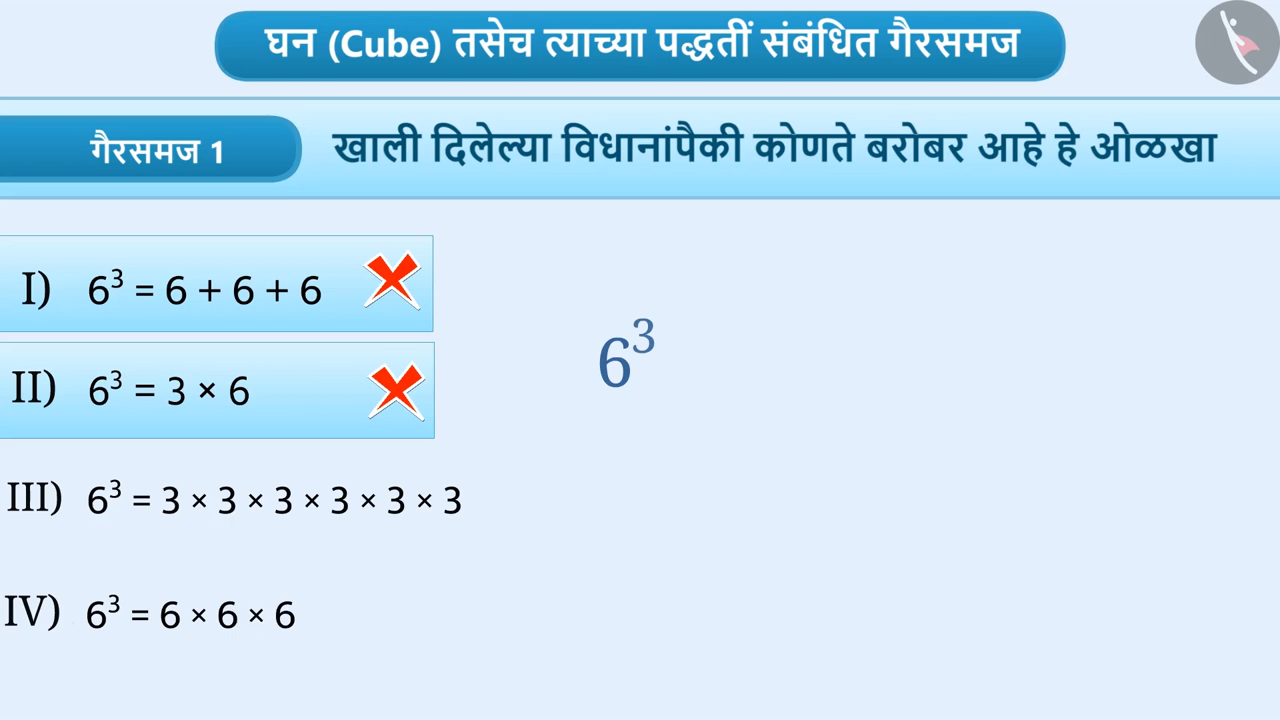 घन (Cube) तसेच त्याच्या पद्धतीं संबंधित गैरसमज
गैरसमज 1
खाली दिलेल्या विधानांपैकी कोणते बरोबर आहे हे ओळखा
I) 6³ = 6 + 6 + 6
II) 6³ = 3 × 6
6³
III) 6³ = 3 × 3 × 3 × 3 × 3 × 3
IV) 6³ = 6 × 6 × 6